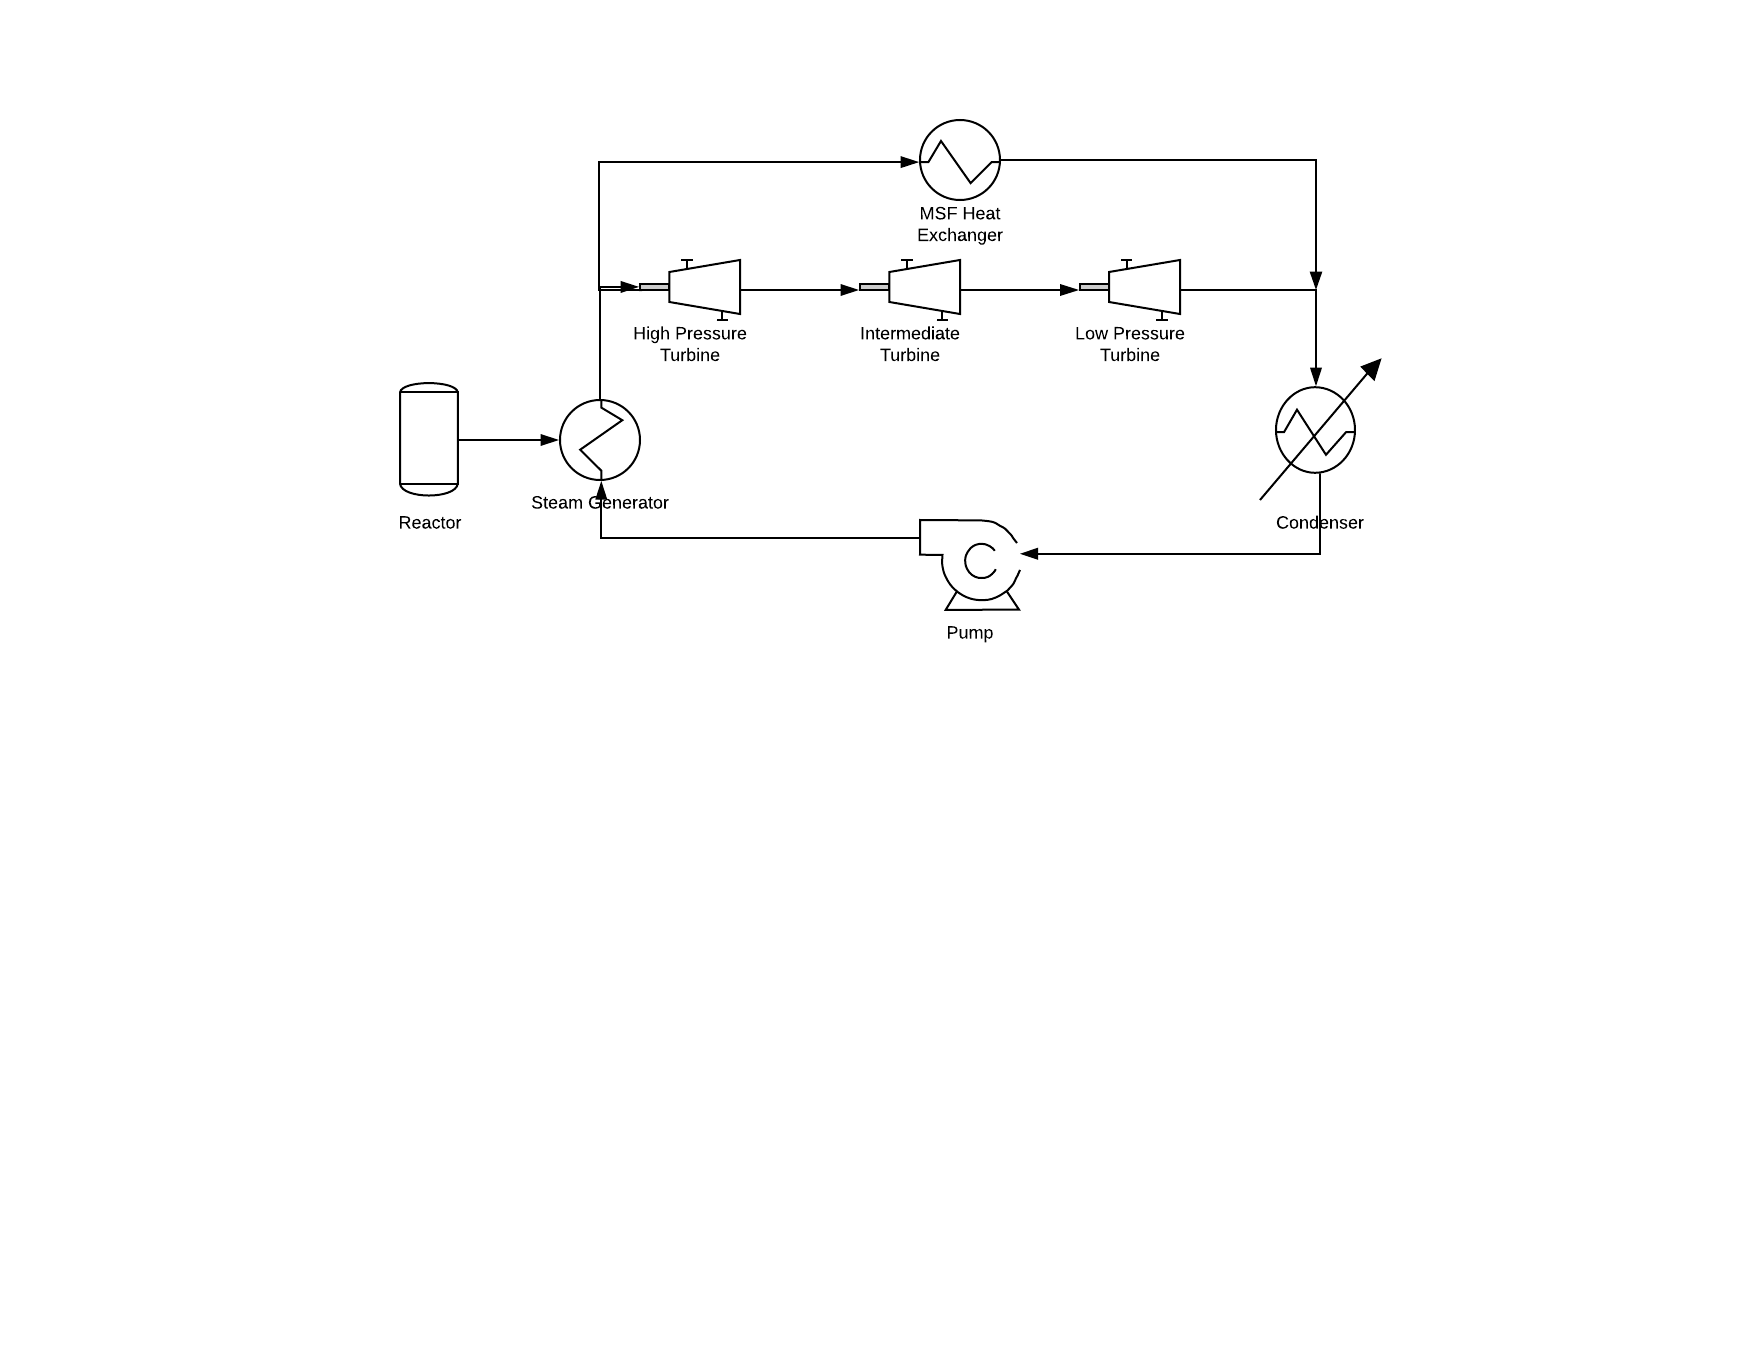 MSF Heat
Exchanger
High Pressure
Turbine
Intermediate
Turbine
Low Pressure
Turbine
Steam Generator
Reactor
Condenser
Pump